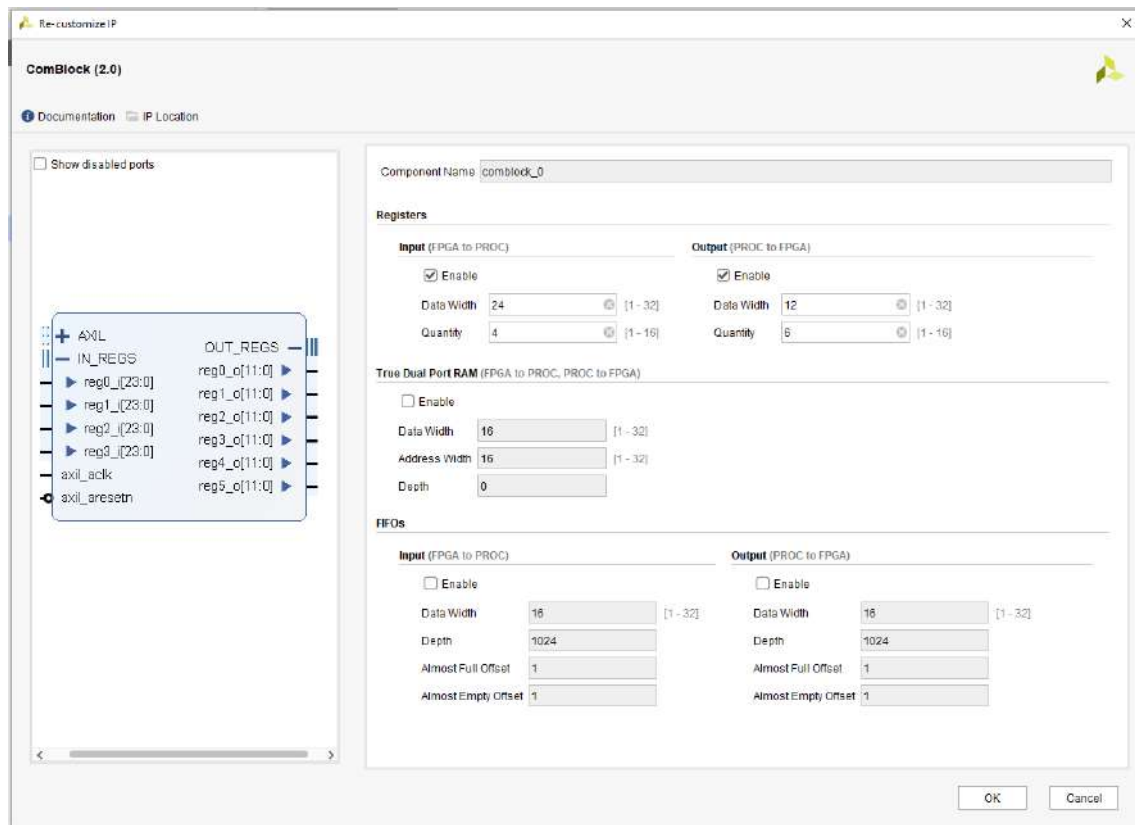 Re-customize IP
ComBlock (2.0)
Documentation IP Location
Show disabled ports
AXIL
IN_REGS
reg0_i[23:0]
reg1_i[23:0]
reg2_i[23:0]
reg3_i[23:0]
axil_aclk
axil_aresetn
OUT_REGS
reg0_o[11:0]
reg1_o[11:0]
reg2_o[11:0]
reg3_o[11:0]
reg4_o[11:0]
reg5_o[11:0]
Component Name comblock_0
Registers
Input (FPGA to PROC)
Enable
Data Width 24 [1 - 32]
Quantity 4 [1 - 16]
Output (PROC to FPGA)
Enable
Data Width 12 [1 - 32]
Quantity 6 [1 - 16]
True Dual Port RAM (FPGA to PROC, PROC to FPGA)
Enable
Data Width 16 [1 - 32]
Address Width 16 [1 - 32]
Depth 0
FIFOs
Input (FPGA to PROC)
Enable
Data Width 16 [1 - 32]
Depth 1024
Almost Full Offset 1
Almost Empty Offset 1
Output (PROC to FPGA)
Enable
Data Width 16 [1 - 32]
Depth 1024
Almost Full Offset 1
Almost Empty Offset 1
OK Cancel